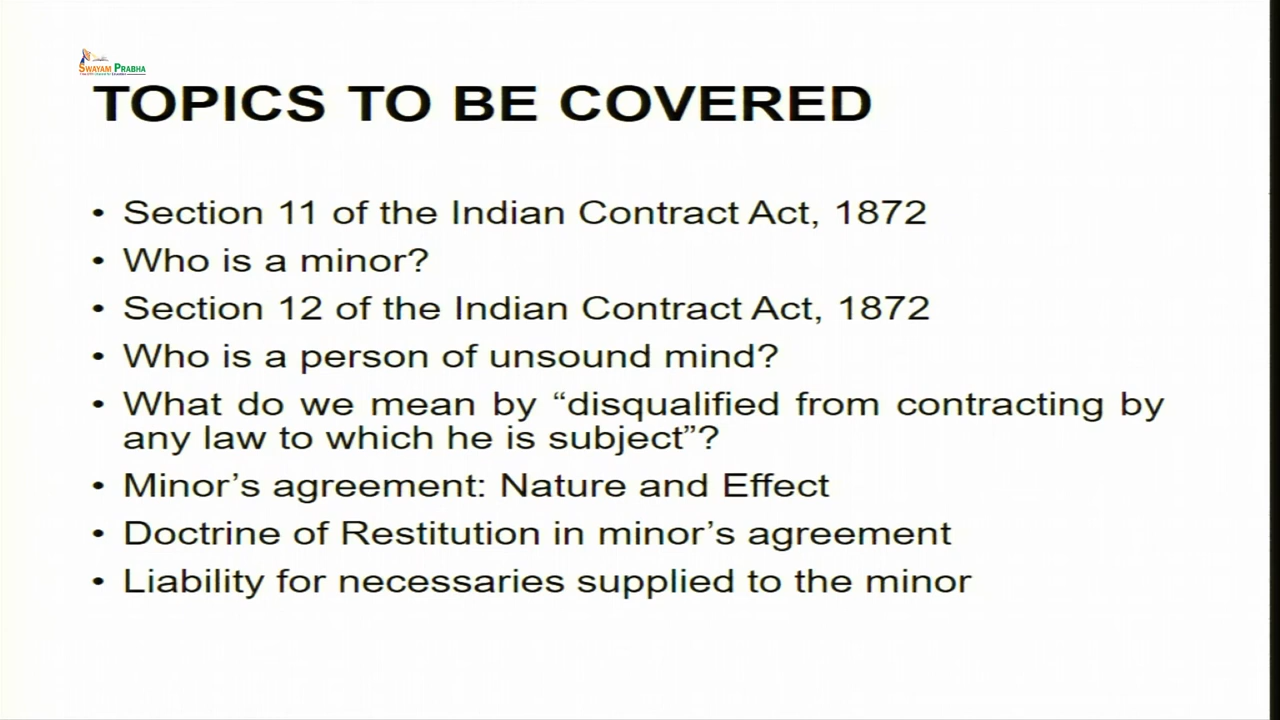 SWAYAM PRABHA
TOPICS TO BE COVERED
• Section 11 of the Indian Contract Act, 1872
• Who is a minor?
• Section 12 of the Indian Contract Act, 1872
• Who is a person of unsound mind?
• What do we mean by “disqualified from contracting by
any law to which he is subject”?
• Minor’s agreement: Nature and Effect
• Doctrine of Restitution in minor’s agreement
• Liability for necessaries supplied to the minor